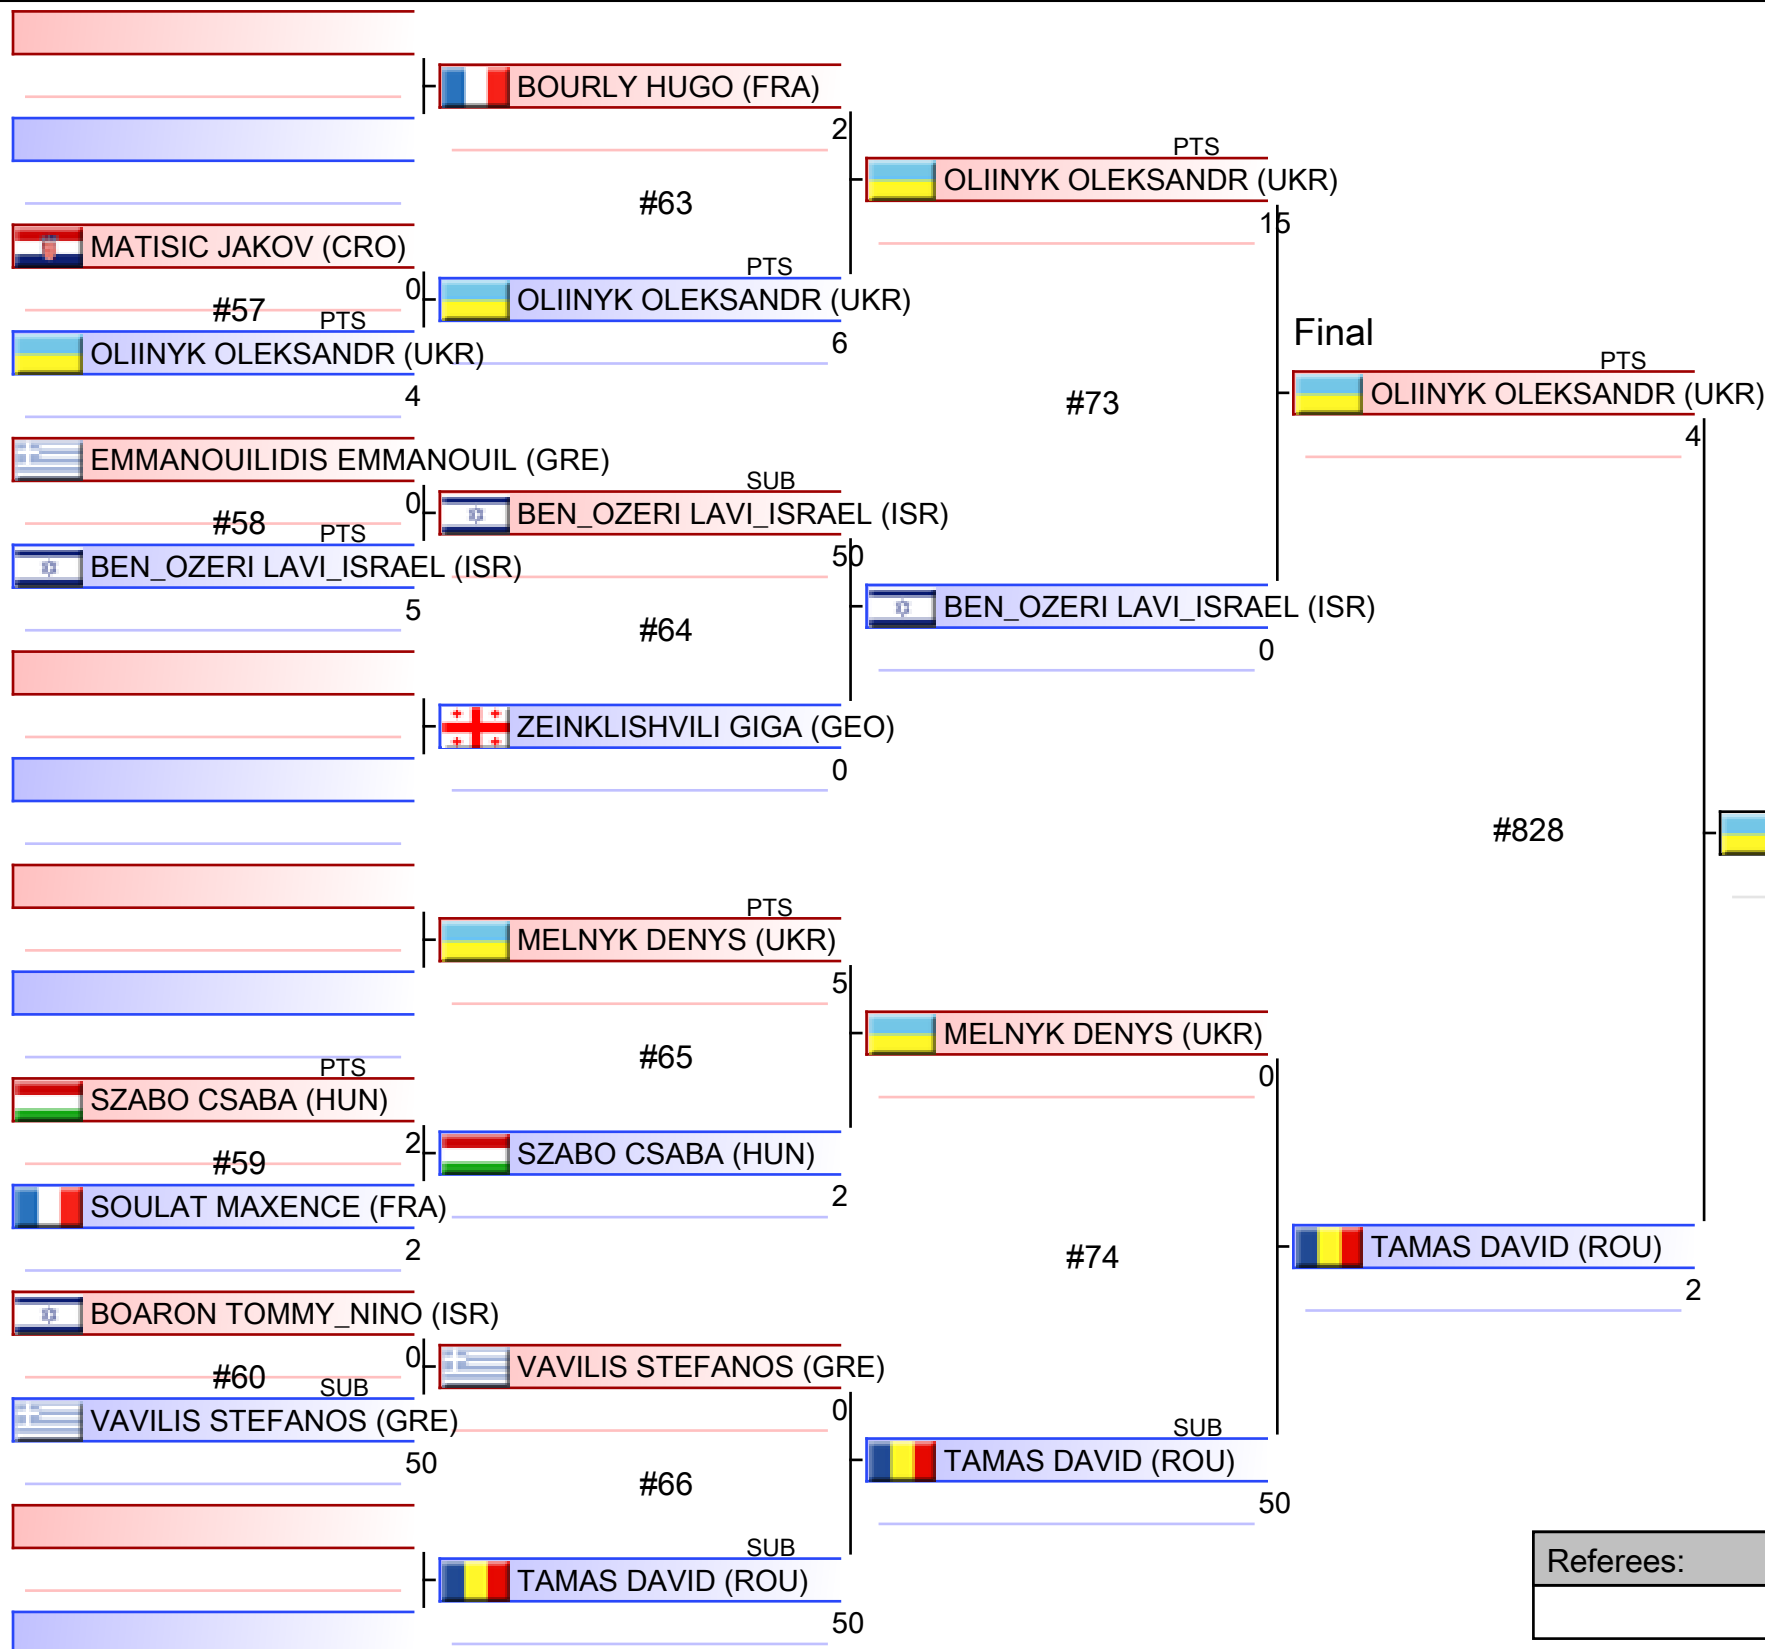 BOURLY HUGO (FRA)
2
#63
PTS
OLIINYK OLEKSANDR (UKR)
15
MATISIC JAKOV (CRO)
0
#57
PTS
OLIINYK OLEKSANDR (UKR)
4
PTS
OLIINYK OLEKSANDR (UKR)
6
#73
Final
PTS
OLIINYK OLEKSANDR (UKR)
4
EMMANOUILIDIS EMMANOUIL (GRE)
0
#58
PTS
BEN_OZERI LAVI_ISRAEL (ISR)
5
SUB
BEN_OZERI LAVI_ISRAEL (ISR)
50
#64
BEN_OZERI LAVI_ISRAEL (ISR)
0
ZEINKLISHVILI GIGA (GEO)
0
#828
PTS
MELNYK DENYS (UKR)
5
#65
MELNYK DENYS (UKR)
0
PTS
SZABO CSABA (HUN)
2
#59
SOULAT MAXENCE (FRA)
2
SZABO CSABA (HUN)
2
#74
TAMAS DAVID (ROU)
2
BOARON TOMMY_NINO (ISR)
0
#60
SUB
VAVILIS STEFANOS (GRE)
50
VAVILIS STEFANOS (GRE)
0
#66
SUB
TAMAS DAVID (ROU)
50
SUB
TAMAS DAVID (ROU)
50
Referees: